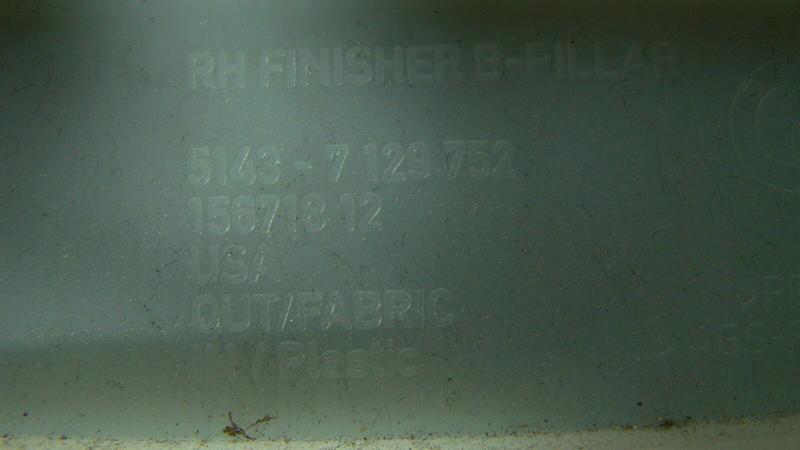 RH FINISHER B-PILLAR
5143 - 7 129 752
156718 12
USA
OUT/FABRIC
Plastic